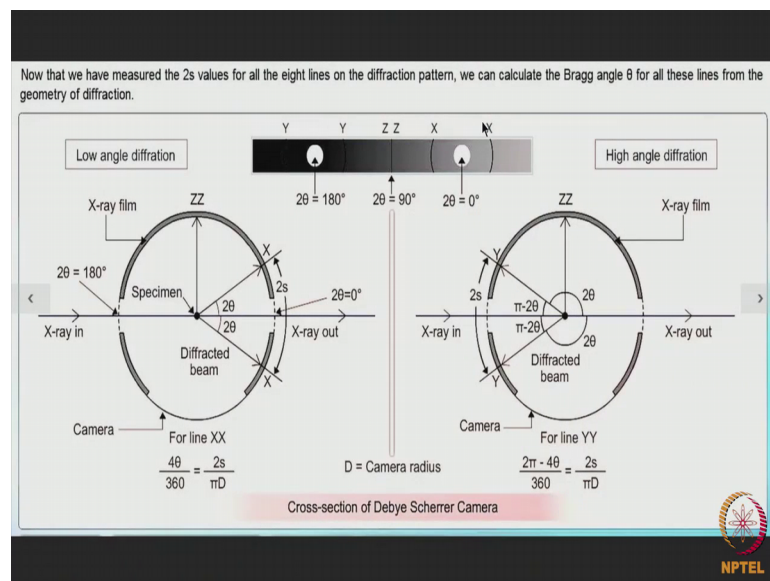 Now that we have measured the 2s values for all the eight lines on the diffraction pattern, we can calculate the Bragg angle θ for all these lines from the
geometry of diffraction.
Y Y Z Z X X
Low angle diffration
High angle diffration
2θ = 180° 2θ = 90° 2θ = 0°
X-ray film
ZZ
2θ = 180°
Specimen
X
2s
2θ
2θ
2θ=0°
X-ray in
X-ray out
Diffracted
beam
X
Camera
For line XX
4θ/360 = 2s/πD
D = Camera radius
ZZ
X-ray film
Y
2s
π-2θ
2θ
π-2θ
2θ
X-ray in
X-ray out
Diffracted
beam
Y
Camera
For line YY
2π - 4θ/360 = 2s/πD
Cross-section of Debye Scherrer Camera
NPTEL